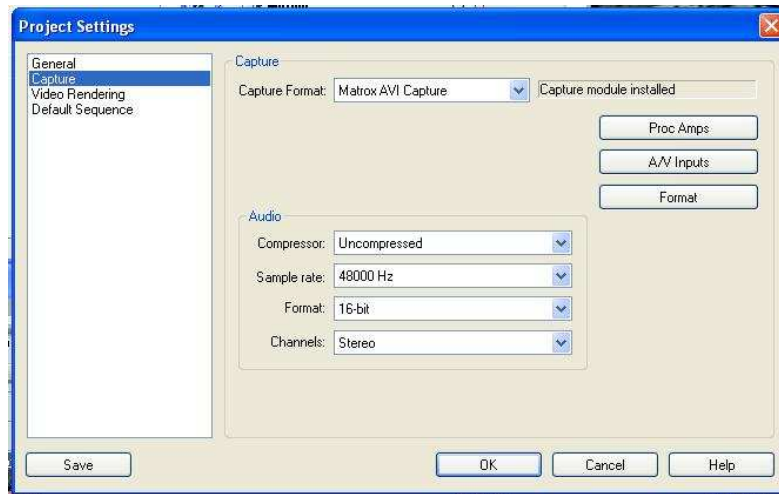 Project Settings
General
Capture
Video Rendering
Default Sequence
Capture
Capture Format: Matrox AVI Capture Capture module installed
Proc Amps
A/V Inputs
Format
Audio
Compressor: Uncompressed
Sample rate: 48000 Hz
Format: 16-bit
Channels: Stereo
Save OK Cancel Help